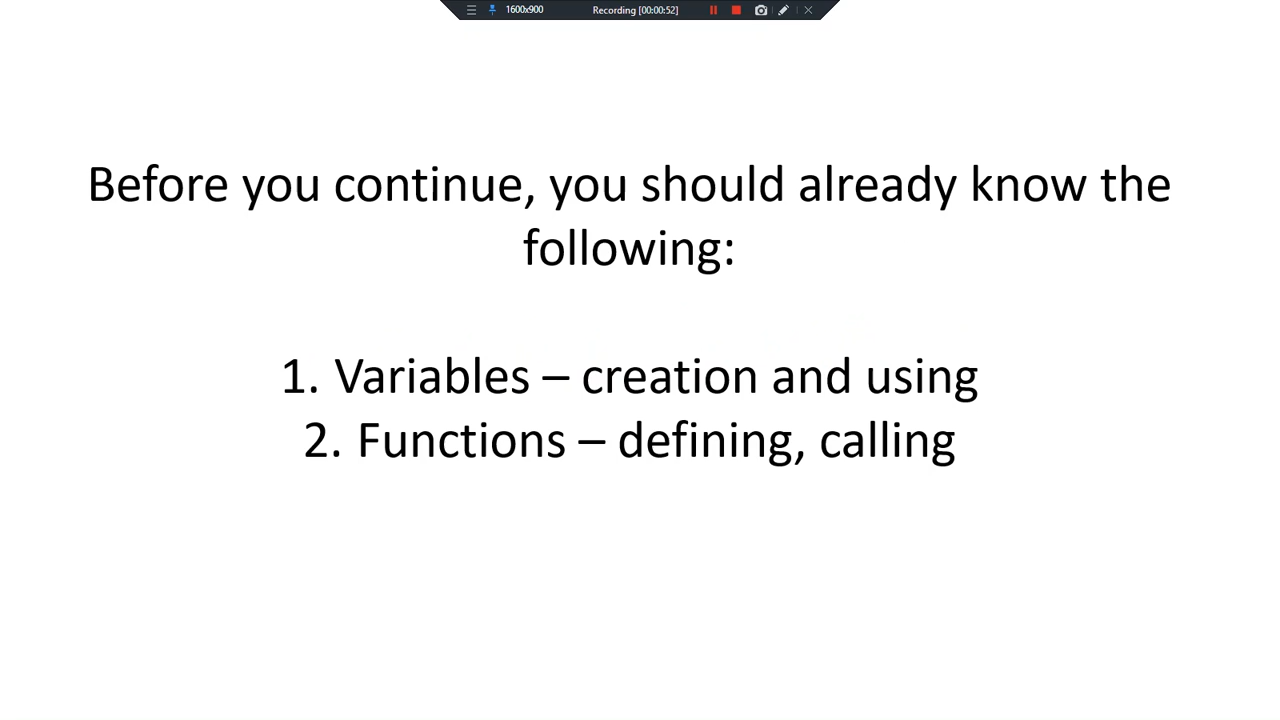 1600x900 Recording [00:00:52]
Before you continue, you should already know the
following:
1. Variables – creation and using
2. Functions – defining, calling